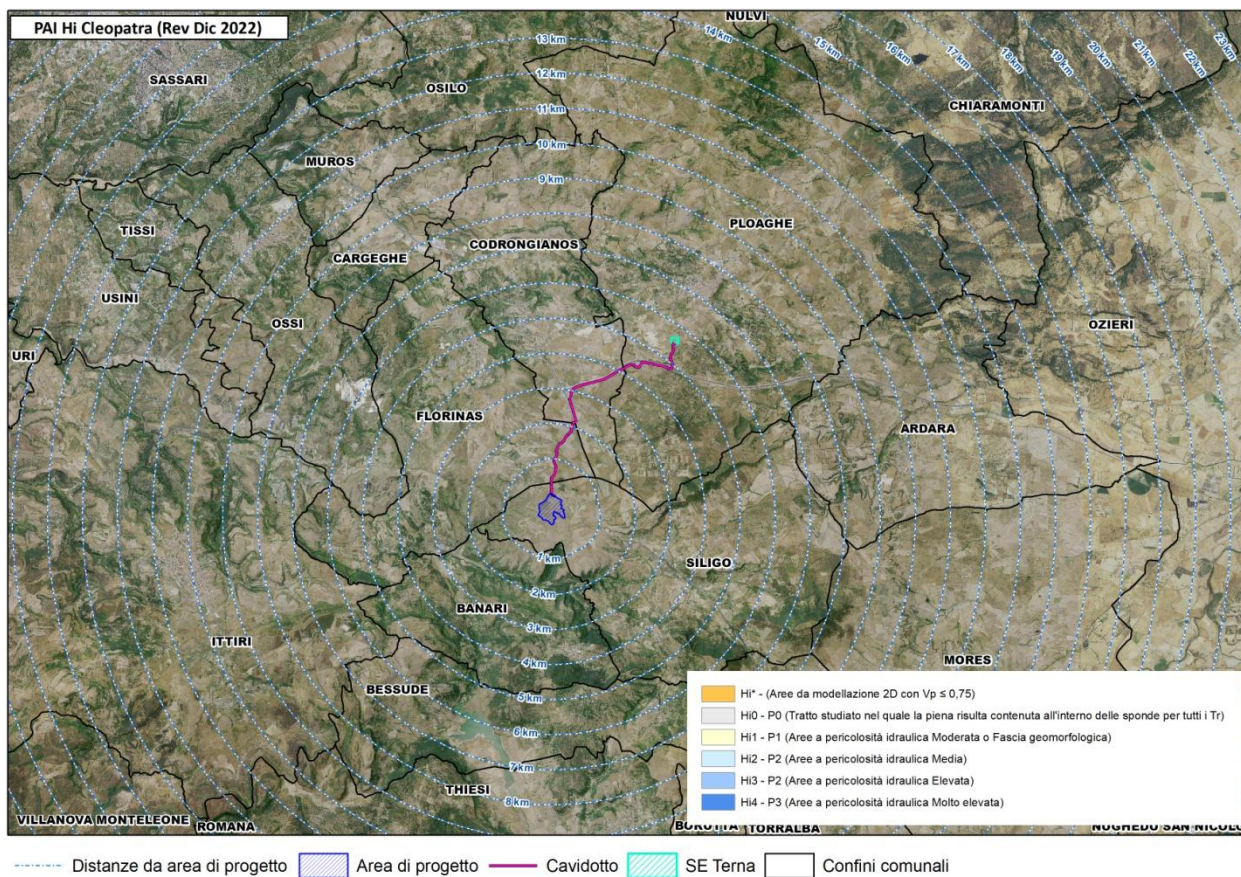 PAI Hi Cleopatra (Rev Dic 2022)
NULVI
13 km
14 km
15 km
16 km
17 km
18 km
19 km
20 km
21 km
22 km
23 km
SASSARI
12 km
OSILO
11 km
CHIARAMONTI
10 km
MUROS
9 km
PLOAGHE
TISSI
CODRONGIANOS
CARGEGHE
USINI
OSSI
OZIERI
URI
FLORINAS
ARDARA
1 km
SILIGO
2 km
BANARI
3 km
ITTIRI
4 km
MORES
BESSUDE
5 km
6 km
7 km
THIESI
8 km
VILLANOVA MONTELEONE
ROMANA
BORUTTA
TORRALBA
NUGHEDU SAN NICOLO
Hi* - (Aree da modellazione 2D con Vp ≤ 0,75)
Hi0 - P0 (Tratto studiato nel quale la piena risulta contenuta all'interno delle sponde per tutti i Tr)
Hi1 - P1 (Aree a pericolosità idraulica Moderata o Fascia geomorfologica)
Hi2 - P2 (Aree a pericolosità idraulica Media)
Hi3 - P2 (Aree a pericolosità idraulica Elevata)
Hi4 - P3 (Aree a pericolosità idraulica Molto elevata)
Distanze da area di progetto
Area di progetto
Cavidotto
SE Terna
Confini comunali